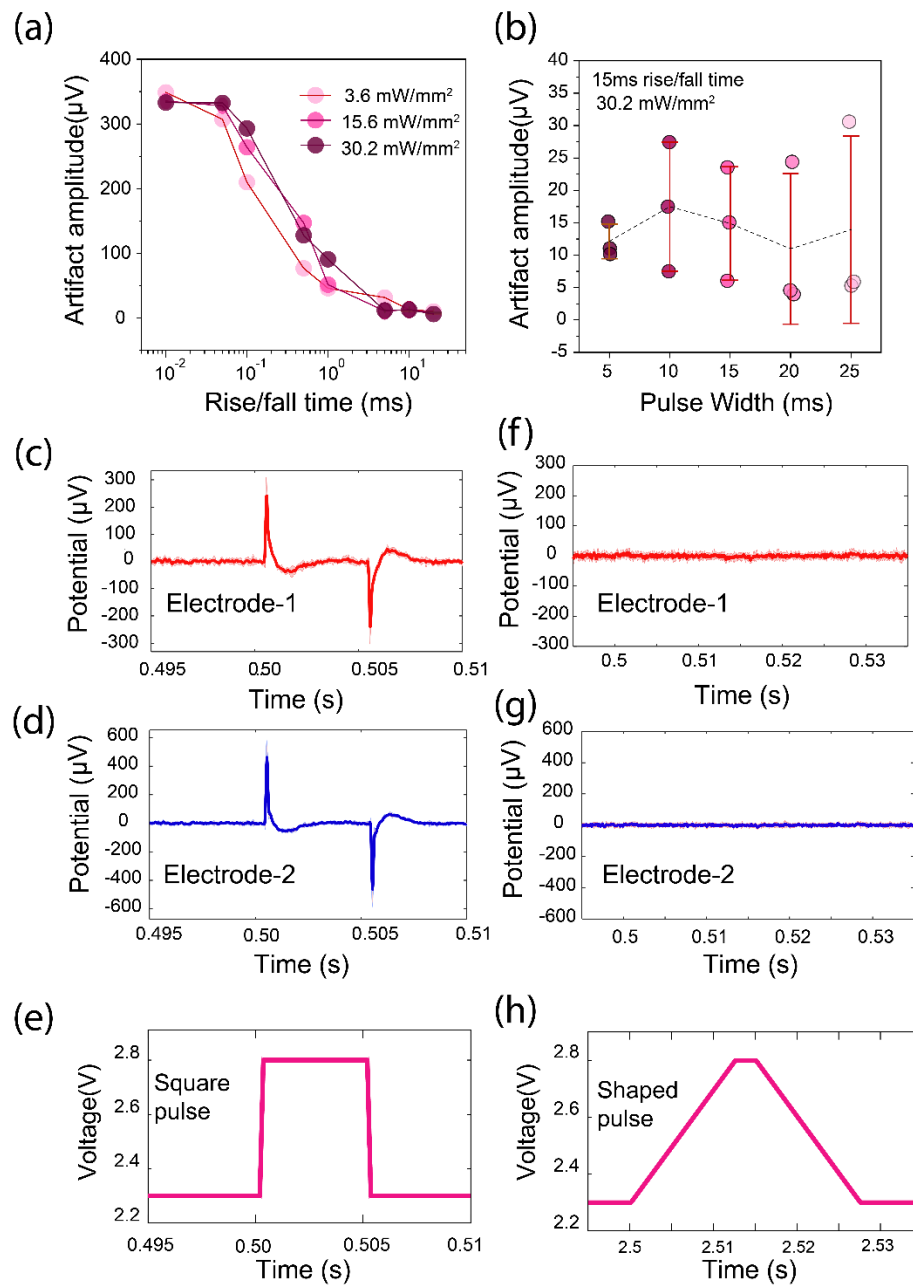 (a)
400
300
200
100
0
Artifact amplitude(µV)
3.6 mW/mm²
15.6 mW/mm²
30.2 mW/mm²
10⁻² 10⁻¹ 10⁰ 10¹
Rise/fall time (ms)
(b)
40
35
30
25
20
15
10
5
0
-5
Artifact amplitude(µV)
15ms rise/fall time
30.2 mW/mm²
5 10 15 20 25
Pulse Width (ms)
(c)
300
200
100
0
-100
-200
-300
Potential (µV)
Electrode-1
0.495 0.50 0.505 0.51
Time (s)
(f)
300
200
100
0
-100
-200
-300
Potential (µV)
Electrode-1
0.5 0.51 0.52 0.53
Time (s)
(d)
600
400
200
0
-200
-400
-600
Potential (µV)
Electrode-2
0.495 0.50 0.505 0.51
Time (s)
(g)
600
400
200
0
-200
-400
-600
Potential (µV)
Electrode-2
0.5 0.51 0.52 0.53
Time (s)
(e)
2.8
2.6
2.4
2.2
Voltage(V)
Square
pulse
0.495 0.50 0.505 0.51
Time (s)
(h)
2.8
2.6
2.4
2.2
Voltage(V)
Shaped
pulse
2.5 2.51 2.52 2.53
Time (s)